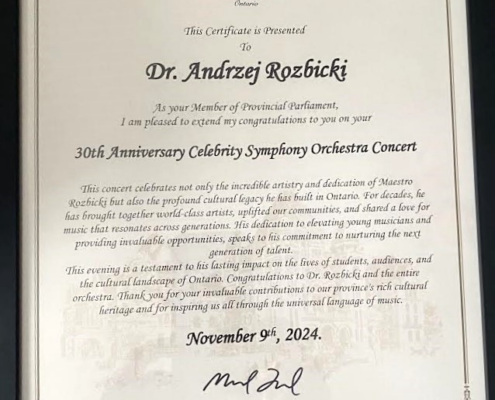 Ontario
This Certificate is Presented
To
Dr. Andrzej Rozbicki
As your Member of Provincial Parliament,
I am pleased to extend my congratulations to you on your
30th Anniversary Celebrity Symphony Orchestra Concert
This concert celebrates not only the incredible artistry and dedication of Maestro
Rozbicki but also the profound cultural legacy he has built in Ontario. For decades, he
has brought together world-class artists, uplifted our communities, and shared a love for
music that resonates across generations. His dedication to elevating young musicians and
providing invaluable opportunities, speaks to his commitment to nurturing the next
generation of talent.
This evening is a testament to his lasting impact on the lives of students, audiences, and
the cultural landscape of Ontario. Congratulations to Dr. Rozbicki and the entire
orchestra. Thank you for your invaluable contributions to our province's rich cultural
heritage and for inspiring us all through the universal language of music.
November 9th, 2024.